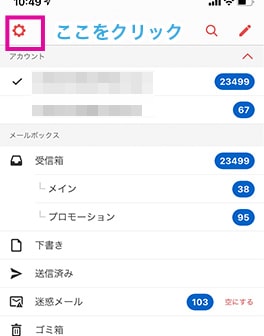 10:49
ここをクリック
アカウント
23499
67
メールボックス
受信箱 23499
メイン 38
プロモーション 95
下書き
送信済み
迷惑メール 103 空にする
ゴミ箱